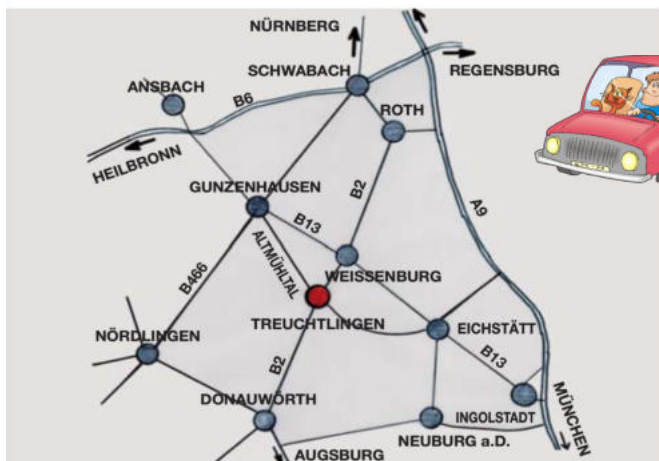 NÜRNBERG
SCHWABACH
REGENSBURG
ANSBACH
B6
ROTH
HEILBRONN
GUNZENHAUSEN
B2
A9
B13
ALTMÜHLTAL
WEISSENBURG
B466
TREUCHTLINGEN
EICHSTÄTT
NÖRDLINGEN
B2
B13
DONAUWÖRTH
INGOLSTADT
MÜNCHEN
NEUBURG a.D.
AUGSBURG